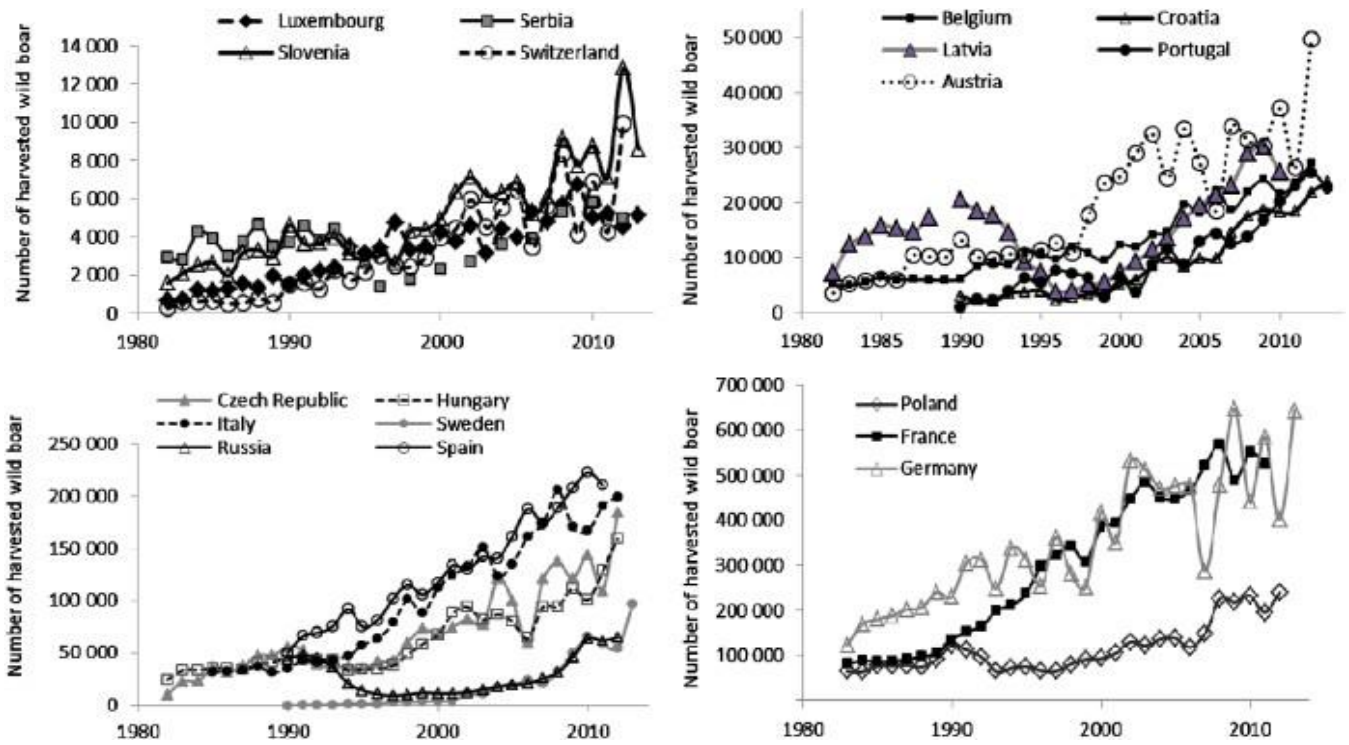 Luxembourg Serbia
Slovenia Switzerland
Number of harvested wild boar
14 000
12 000
10 000
8 000
6 000
4 000
2 000
0
1980 1990 2000 2010
Belgium Croatia
Latvia Portugal
Austria
Number of harvested wild boar
50 000
40 000
30 000
20 000
10 000
0
1980 1985 1990 1995 2000 2005 2010
Czech Republic Hungary
Italy Sweden
Russia Spain
Number of harvested wild boar
250 000
200 000
150 000
100 000
50 000
0
1980 1990 2000 2010
Poland
France
Germany
Number of harvested wild boar
700 000
600 000
500 000
400 000
300 000
200 000
100 000
1980 1990 2000 2010